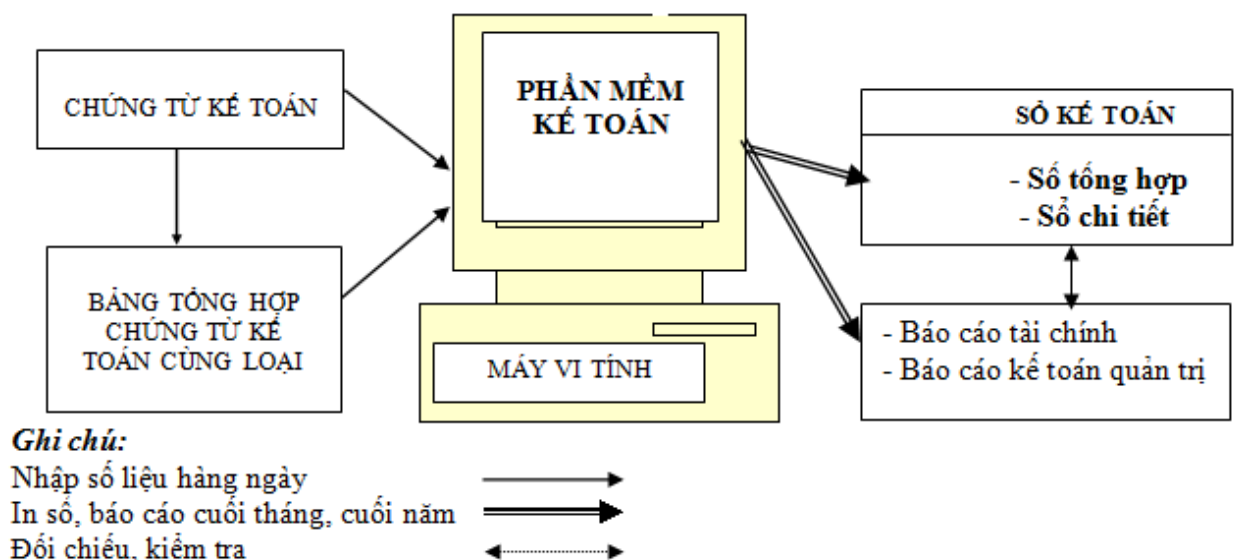 CHỨNG TỪ KẾ TOÁN
BẢNG TỔNG HỢP
CHỨNG TỪ KẾ
TOÁN CÙNG LOẠI
PHẦN MỀM
KẾ TOÁN
MÁY VI TÍNH
SỔ KẾ TOÁN
- Sổ tổng hợp
- Sổ chi tiết
- Báo cáo tài chính
- Báo cáo kế toán quản trị
Ghi chú:
Nhập số liệu hàng ngày
In sổ, báo cáo cuối tháng, cuối năm
Đối chiếu, kiểm tra